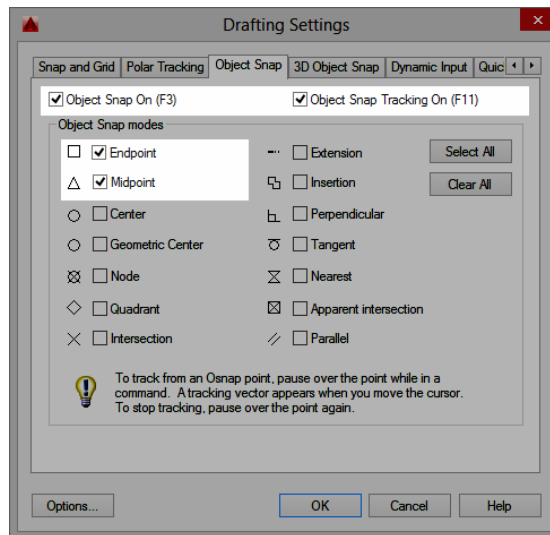 Drafting Settings
Snap and Grid Polar Tracking Object Snap 3D Object Snap Dynamic Input Quic
Object Snap On (F3) Object Snap Tracking On (F11)
Object Snap modes
Endpoint Extension Select All
Midpoint Insertion Clear All
Center Perpendicular
Geometric Center Tangent
Node Nearest
Quadrant Apparent intersection
Intersection Parallel
To track from an Osnap point, pause over the point while in a
command. A tracking vector appears when you move the cursor.
To stop tracking, pause over the point again.
Options... OK Cancel Help